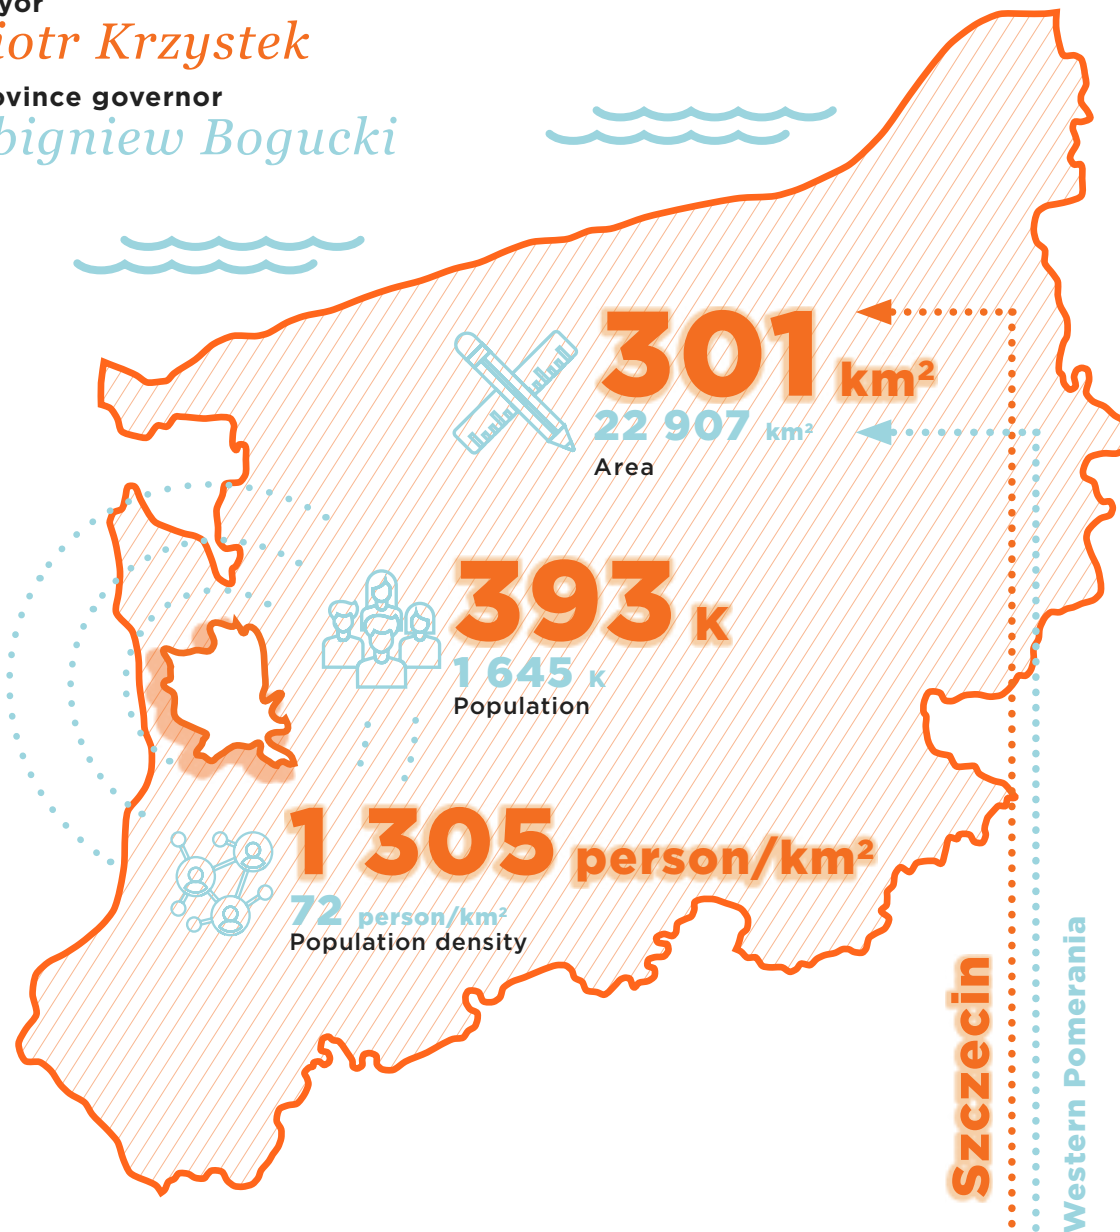 yor
iotr Krzystek
ovince governor
bigniew Bogucki
301 km²
22 907 km²
Area
393 K
1 645 K
Population
1 305 person/km²
72 person/km²
Population density
Szczecin
Western Pomerania